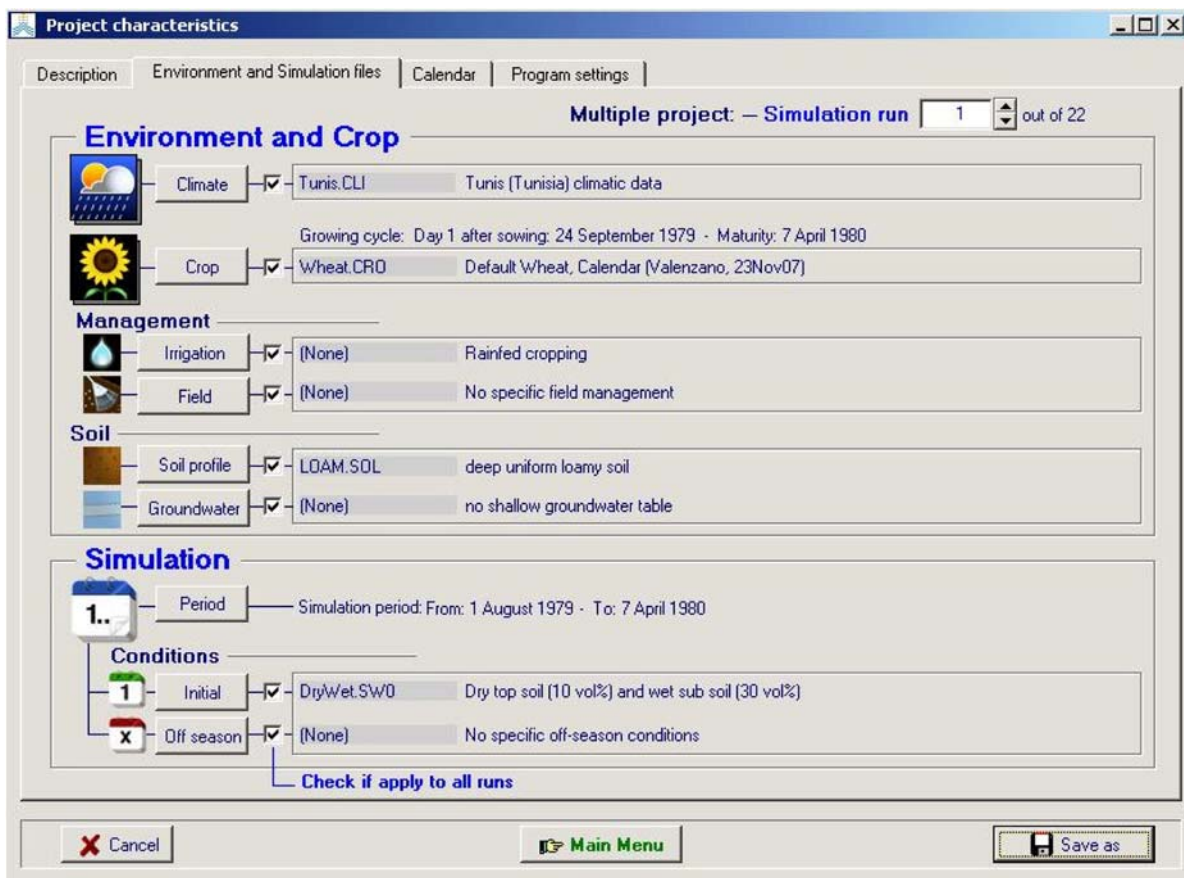 Project characteristics
Description Environment and Simulation files Calendar Program settings
Multiple project: – Simulation run 1 out of 22
Environment and Crop
Climate Tunis.CLI Tunis (Tunisia) climatic data
Growing cycle: Day 1 after sowing: 24 September 1979 - Maturity: 7 April 1980
Crop Wheat.CRO Default Wheat, Calendar (Valenzano, 23Nov07)
Management
Irrigation (None) Rainfed cropping
Field (None) No specific field management
Soil
Soil profile LOAM.SOL deep uniform loamy soil
Groundwater (None) no shallow groundwater table
Simulation
1.. Period Simulation period: From: 1 August 1979 - To: 7 April 1980
Conditions
1 Initial DryWet.SW0 Dry top soil (10 vol%) and wet sub soil (30 vol%)
x Off season (None) No specific off-season conditions
Check if apply to all runs
Cancel Main Menu Save as